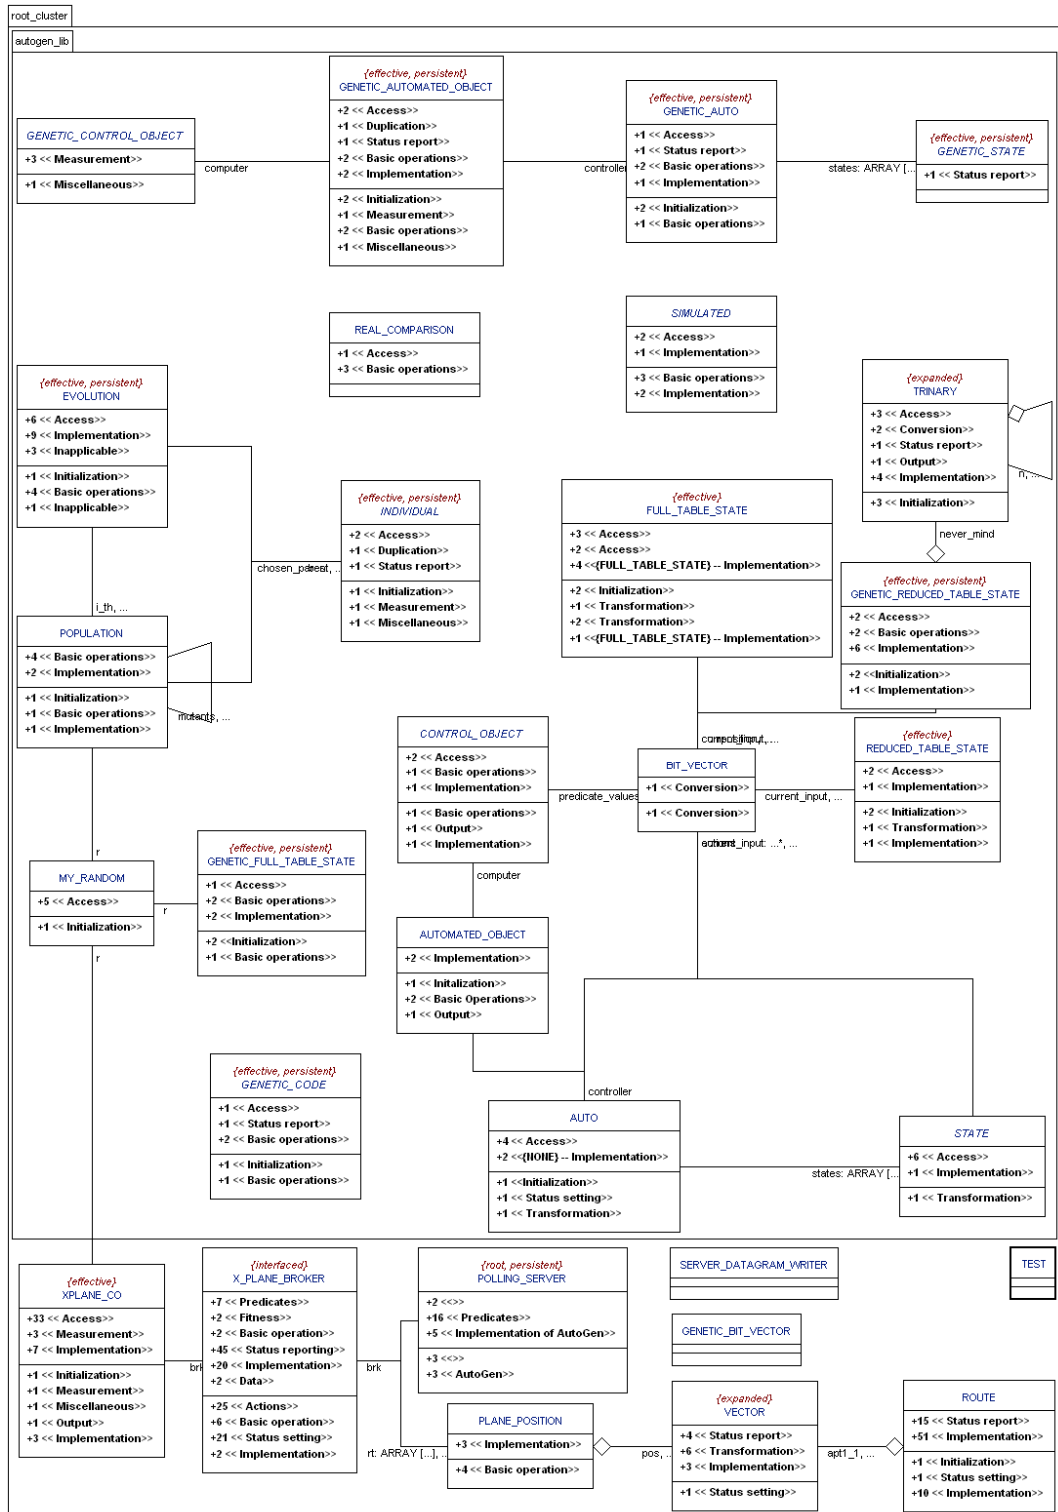 root_cluster
autogen_lib
GENETIC_CONTROL_OBJECT
+3 << Measurement>>
+1 << Miscellaneous>>
computer
{effective, persistent}
GENETIC_AUTOMATED_OBJECT
+2 << Access>>
+1 << Duplication>>
+1 << Status report>>
+2 << Basic operations>>
+2 << Implementation>>
+2 << Initialization>>
+1 << Measurement>>
+2 << Basic operations>>
+1 << Miscellaneous>>
controller
{effective, persistent}
GENETIC_AUTO
+1 << Access>>
+1 << Status report>>
+2 << Basic operations>>
+1 << Implementation>>
+2 << Initialization>>
+1 << Basic operations>>
states: ARRAY [...
{effective, persistent}
GENETIC_STATE
+1 << Status report>>
REAL_COMPARISON
+1 << Access>>
+3 << Basic operations>>
SIMULATED
+2 << Access>>
+1 << Implementation>>
+3 << Basic operations>>
+2 << Implementation>>
{effective, persistent}
EVOLUTION
+6 << Access>>
+9 << Implementation>>
+3 << Inapplicable>>
+1 << Initialization>>
+4 << Basic operations>>
+1 << Inapplicable>>
{expanded}
TRINARY
+3 << Access>>
+2 << Conversion>>
+1 << Status report>>
+1 << Output>>
+4 << Implementation>>
+3 << Initialization>>
n, ...
never_mind
{effective, persistent}
INDIVIDUAL
+2 << Access>>
+1 << Duplication>>
+1 << Status report>>
+1 << Initialization>>
+1 << Measurement>>
+1 << Miscellaneous>>
{effective}
FULL_TABLE_STATE
+3 << Access>>
+2 << Access>>
+4 <<{FULL_TABLE_STATE} -- Implementation>>
+2 << Initialization>>
+1 << Transformation>>
+2 << Transformation>>
+1 <<{FULL_TABLE_STATE} -- Implementation>>
{effective, persistent}
GENETIC_REDUCED_TABLE_STATE
+2 << Access>>
+2 << Basic operations>>
+6 << Implementation>>
+2 <<Initialization>>
+1 << Implementation>>
i_th, ...
POPULATION
+4 << Basic operations>>
+2 << Implementation>>
+1 << Initialization>>
+1 << Basic operations>>
+1 << Implementation>>
mutants, ...
CONTROL_OBJECT
+2 << Access>>
+1 << Basic operations>>
+1 << Implementation>>
+1 << Basic operations>>
+1 << Output>>
+1 << Implementation>>
predicate_values
BIT_VECTOR
+1 << Conversion>>
+1 << Conversion>>
current_input, ...
{effective}
REDUCED_TABLE_STATE
+2 << Access>>
+1 << Implementation>>
+2 << Initialization>>
+1 << Transformation>>
+1 << Implementation>>
r
MY_RANDOM
+5 << Access>>
+1 << Initialization>>
r
r
{effective, persistent}
GENETIC_FULL_TABLE_STATE
+1 << Access>>
+2 << Basic operations>>
+2 << Implementation>>
+2 <<Initialization>>
+1 << Basic operations>>
computer
AUTOMATED_OBJECT
+2 << Implementation>>
+1 << Initalization>>
+2 << Basic Operations>>
+1 << Output>>
{effective, persistent}
GENETIC_CODE
+1 << Access>>
+1 << Status report>>
+2 << Basic operations>>
+1 << Initialization>>
+1 << Basic operations>>
controller
AUTO
+4 << Access>>
+2 <<{NONE} -- Implementation>>
+1 <<Initialization>>
+1 << Status setting>>
+1 << Transformation>>
states: ARRAY [...
STATE
+6 << Access>>
+1 << Implementation>>
+1 << Transformation>>
{effective}
XPLANE_CO
+33 << Access>>
+3 << Measurement>>
+7 << Implementation>>
+1 << Initialization>>
+1 << Measurement>>
+1 << Miscellaneous>>
+1 << Output>>
+3 << Implementation>>
brk
{interfaced}
X_PLANE_BROKER
+7 << Predicates>>
+2 << Fitness>>
+2 << Basic operation>>
+45 << Status reporting>>
+20 << Implementation>>
+2 << Data>>
+25 << Actions>>
+6 << Basic operation>>
+21 << Status setting>>
+2 << Implementation>>
brk
{root, persistent}
POLLING_SERVER
+2 <<>>
+16 << Predicates>>
+5 << Implementation of AutoGen>>
+3 <<>>
+3 << AutoGen>>
SERVER_DATAGRAM_WRITER
TEST
GENETIC_BIT_VECTOR
rt: ARRAY [...], ...
PLANE_POSITION
+3 << Implementation>>
+4 << Basic operation>>
pos, ...
{expanded}
VECTOR
+4 << Status report>>
+6 << Transformation>>
+3 << Implementation>>
+1 << Status setting>>
apt1_1, ...
ROUTE
+15 << Status report>>
+51 << Implementation>>
+1 << Initialization>>
+1 << Status setting>>
+10 << Implementation>>